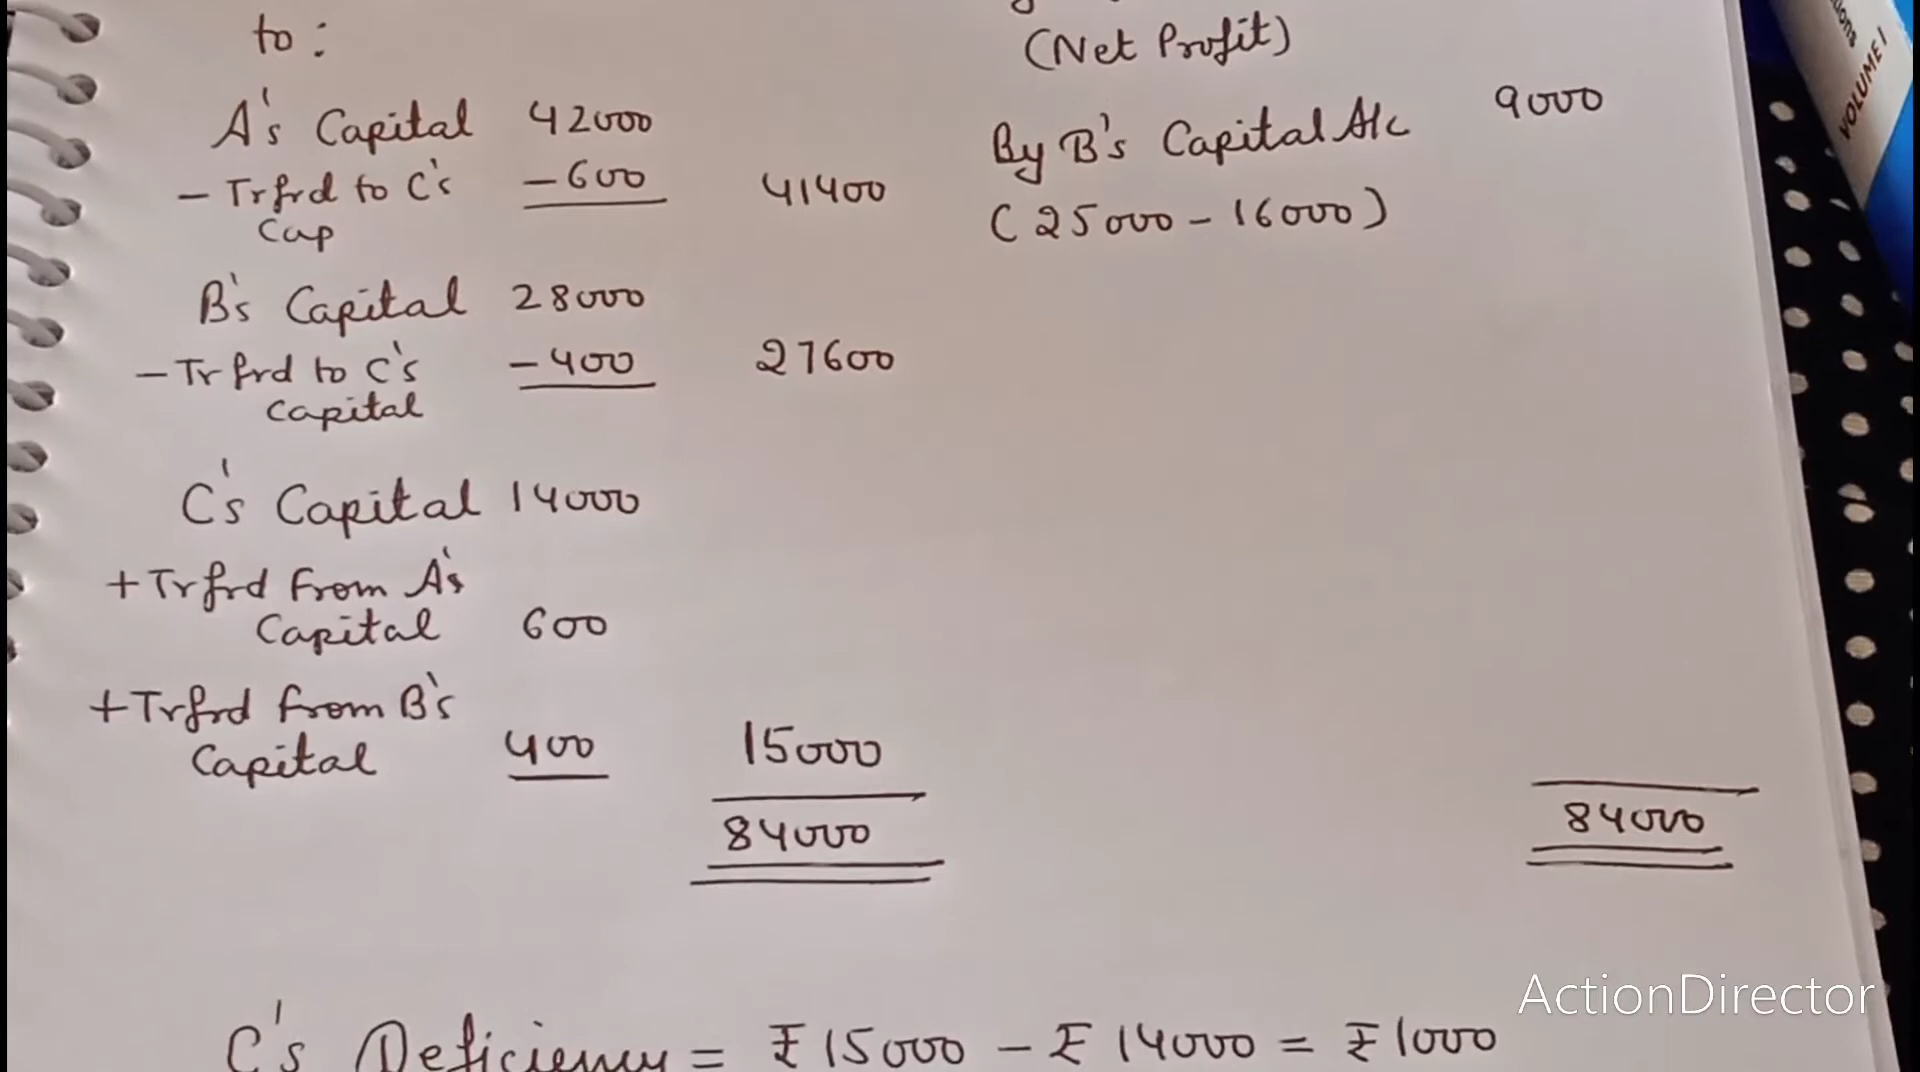 to :
A's Capital 42000
- Trfrd to C's -600 41400
Cap
B's Capital 28000
- Trfrd to C's -400 27600
Capital
C's Capital 14000
+ Trfrd From A's
Capital 600
+ Trfrd from B's
Capital 400 15000
84000
(Net Profit)
By B's Capital A/c 9000
(25000 - 16000)
84000
C's Deficiency = ₹15000 - ₹14000 = ₹1000
VOLUME I
ActionDirector